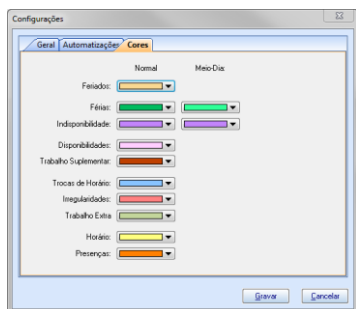 Configurações
Geral Automatizações Cores
Normal Meio-Dia:
Feriados:
Férias:
Indisponibilidade:
Disponibilidades:
Trabalho Suplementar:
Trocas de Horário:
Irregularidades:
Trabalho Extra
Horário:
Presenças:
Gravar Cancelar